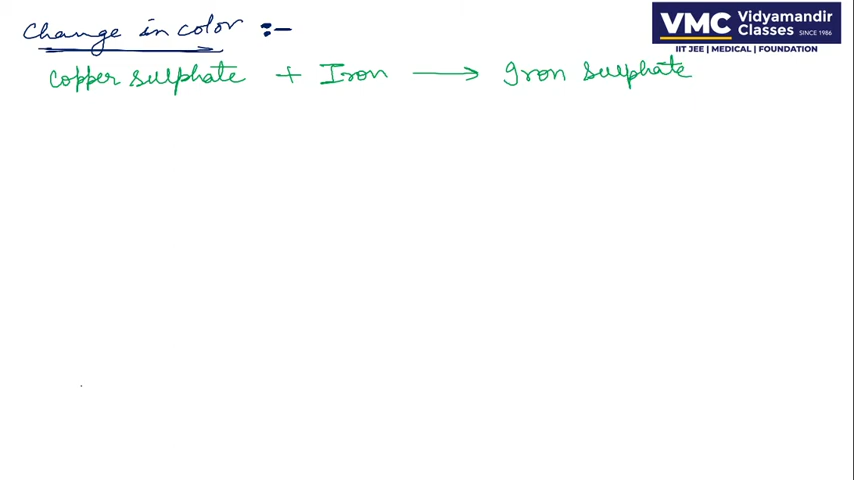 Change in color :-
VMC Vidyamandir Classes SINCE 1986
IIT JEE | MEDICAL | FOUNDATION
Copper sulphate + Iron ⟶ Iron sulphate